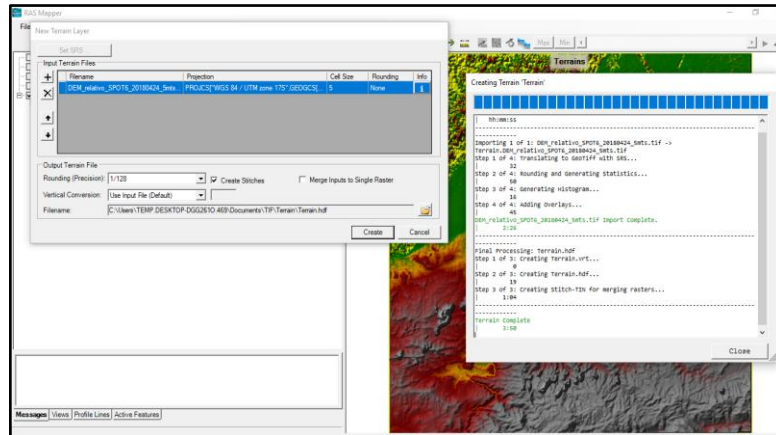 RAS Mapper
File
New Terrain Layer
Set SRS ...
Input Terrain Files
Filename Projection Cell Size Rounding Info
DEM_relativo_SPOT6_20180424_5mts... PROJCS["WGS 84 / UTM zone 17S",GEOGCS[... 5 None i
Output Terrain File
Rounding (Precision): 1/128 Create Stitches Merge Inputs to Single Raster
Vertical Conversion: Use Input File (Default)
Filename: C:\Users\TEMP.DESKTOP-DGG261O.469\Documents\TIF\Terrain\Terrain.hdf
Create Cancel
Max Min
Terrains
Creating Terrain 'Terrain'
hh:mm:ss
Importing 1 of 1: DEM_relativo_SPOT6_20180424_5mts.tif ->
Terrain.DEM_relativo_SPOT6_20180424_5mts.tif
Step 1 of 4: Translating to GeoTiff with SRS...
32
Step 2 of 4: Rounding and Generating Statistics...
50
Step 3 of 4: Generating Histogram...
16
Step 4 of 4: Adding Overlays...
45
DEM_relativo_SPOT6_20180424_5mts.tif Import Complete.
2:26
Final Processing: Terrain.hdf
Step 1 of 3: Creating Terrain.vrt...
0
Step 2 of 3: Creating Terrain.hdf...
19
Step 3 of 3: Creating Stitch-TIN for merging rasters...
1:04
Terrain Complete
3:50
Close
Messages Views Profile Lines Active Features